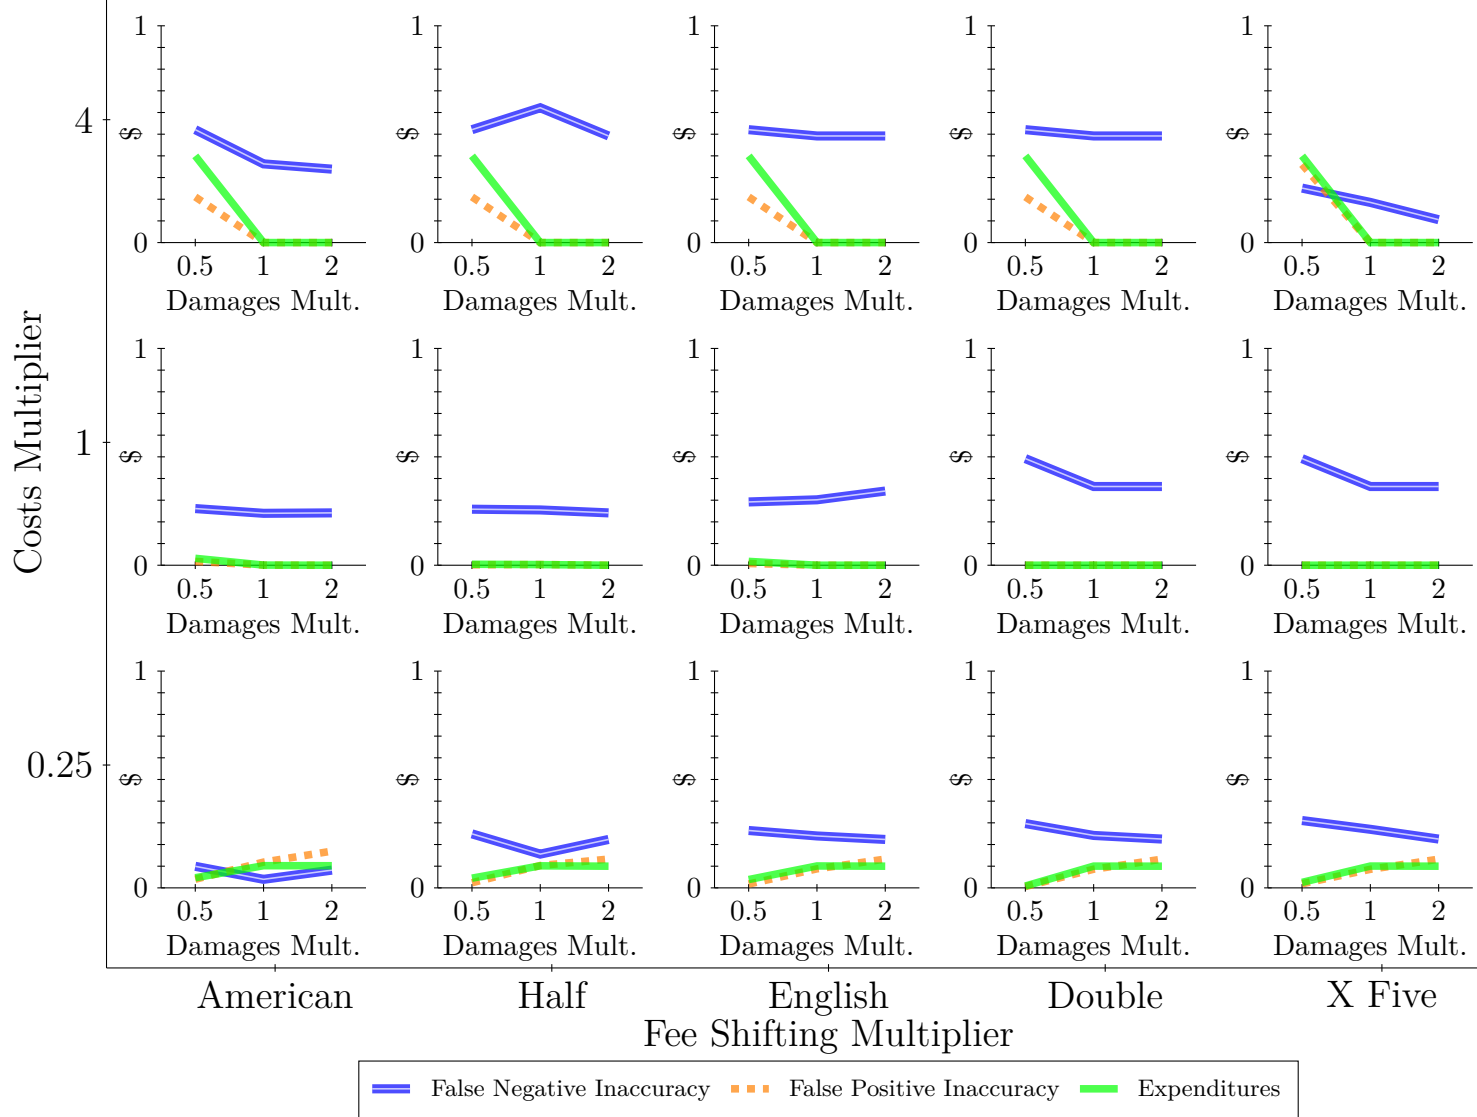 1
$
0
0.5 1 2
Damages Mult.
1
$
0
0.5 1 2
Damages Mult.
1
$
0
0.5 1 2
Damages Mult.
1
$
0
0.5 1 2
Damages Mult.
1
$
0
0.5 1 2
Damages Mult.
4
1
$
0
0.5 1 2
Damages Mult.
1
$
0
0.5 1 2
Damages Mult.
1
$
0
0.5 1 2
Damages Mult.
1
$
0
0.5 1 2
Damages Mult.
1
$
0
0.5 1 2
Damages Mult.
1
Costs Multiplier
1
$
0
0.5 1 2
Damages Mult.
1
$
0
0.5 1 2
Damages Mult.
1
$
0
0.5 1 2
Damages Mult.
1
$
0
0.5 1 2
Damages Mult.
1
$
0
0.5 1 2
Damages Mult.
0.25
American Half English Double X Five
Fee Shifting Multiplier
False Negative Inaccuracy False Positive Inaccuracy Expenditures